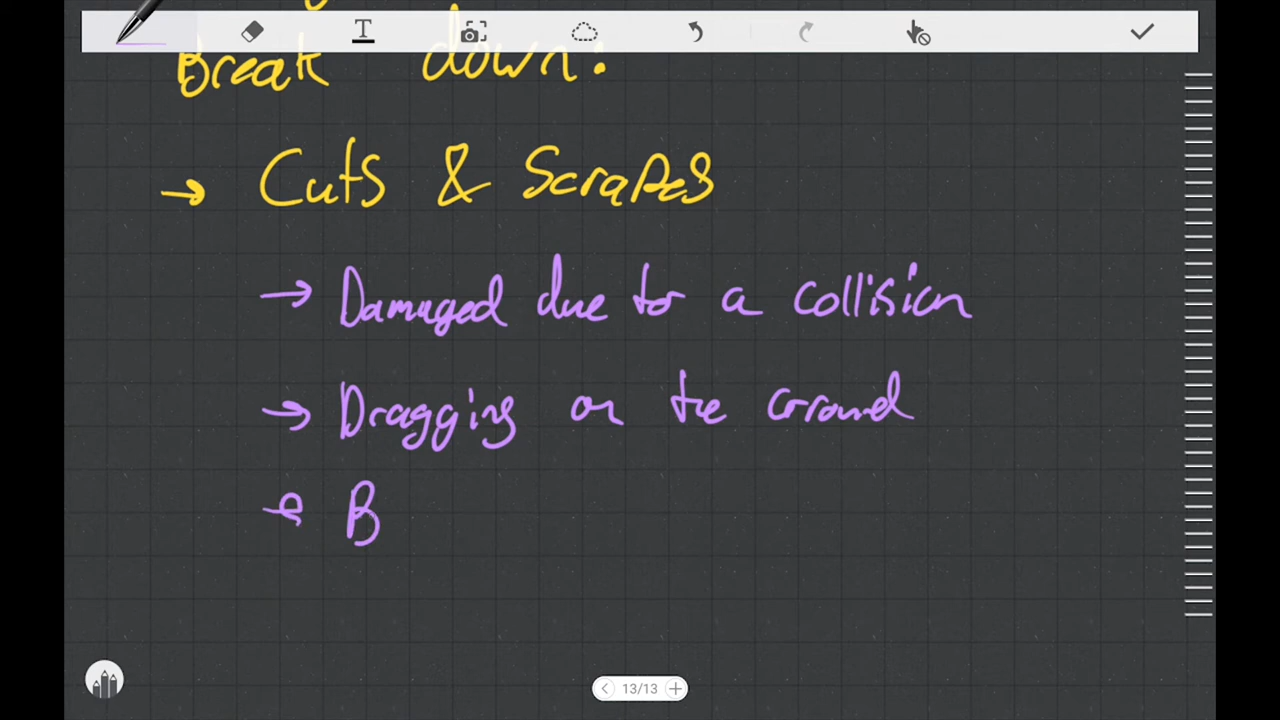 T
Break down:
→ Cuts & Scrapes
→ Damaged due to a collision
→ Dragging on the Ground
→ B
13/13